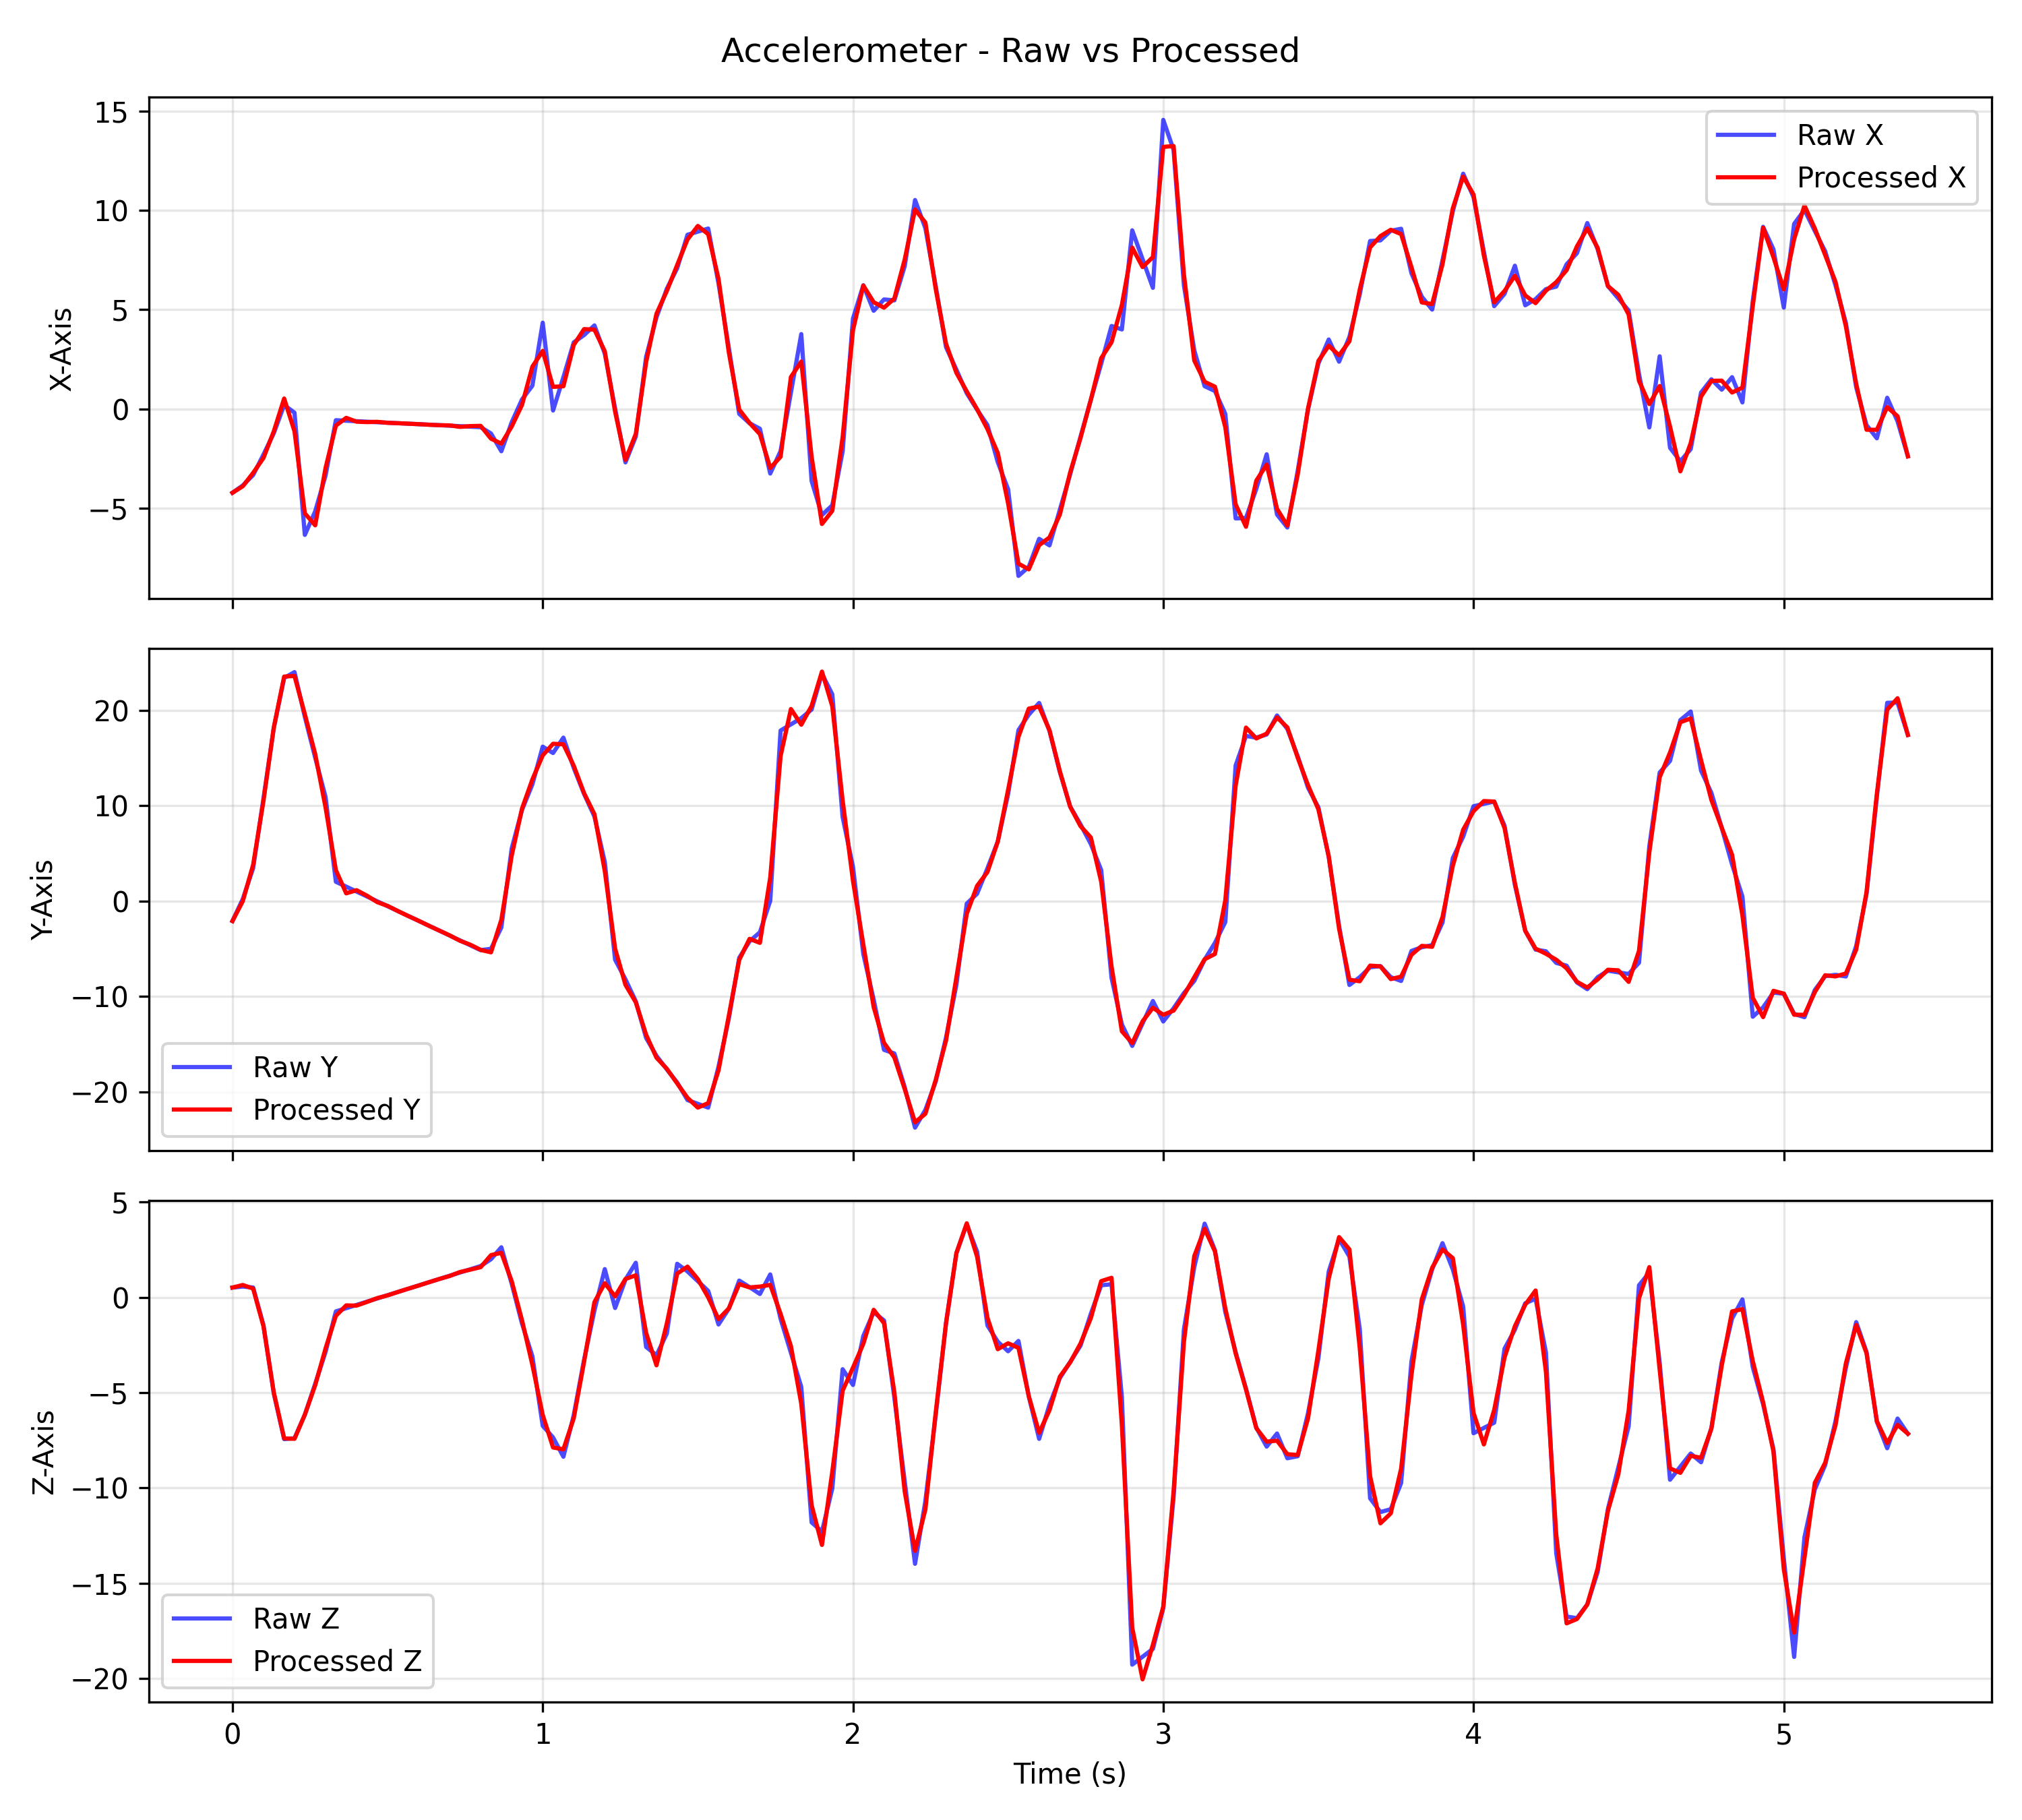 Accelerometer - Raw vs Processed
15
10
5
0
−5
X-Axis
Raw X
Processed X
20
10
0
−10
−20
Y-Axis
Raw Y
Processed Y
5
0
−5
−10
−15
−20
Z-Axis
Raw Z
Processed Z
0 1 2 3 4 5
Time (s)